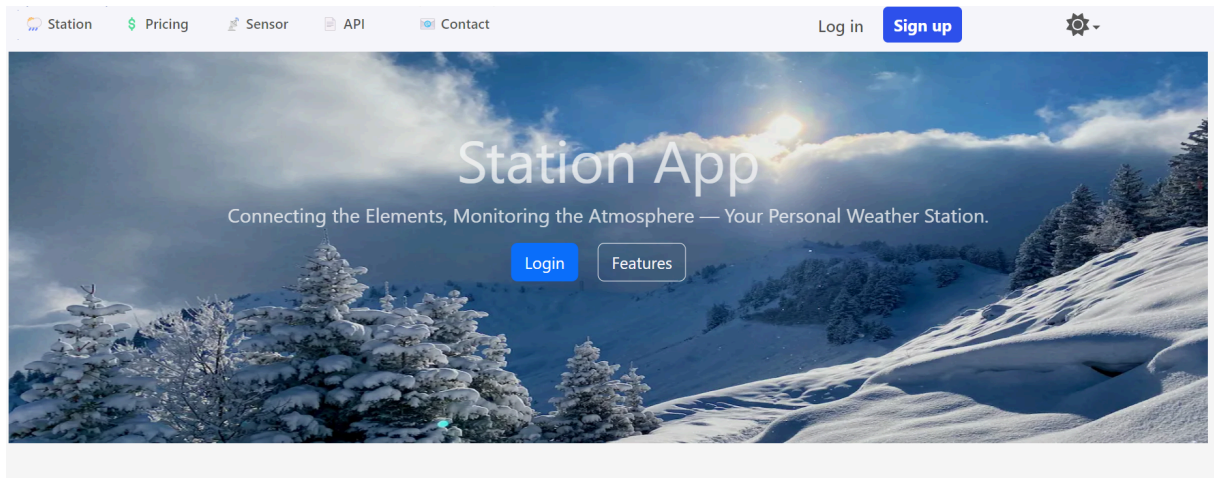 Station Pricing Sensor API Contact Log in Sign up
Station App
Connecting the Elements, Monitoring the Atmosphere — Your Personal Weather Station.
Login Features